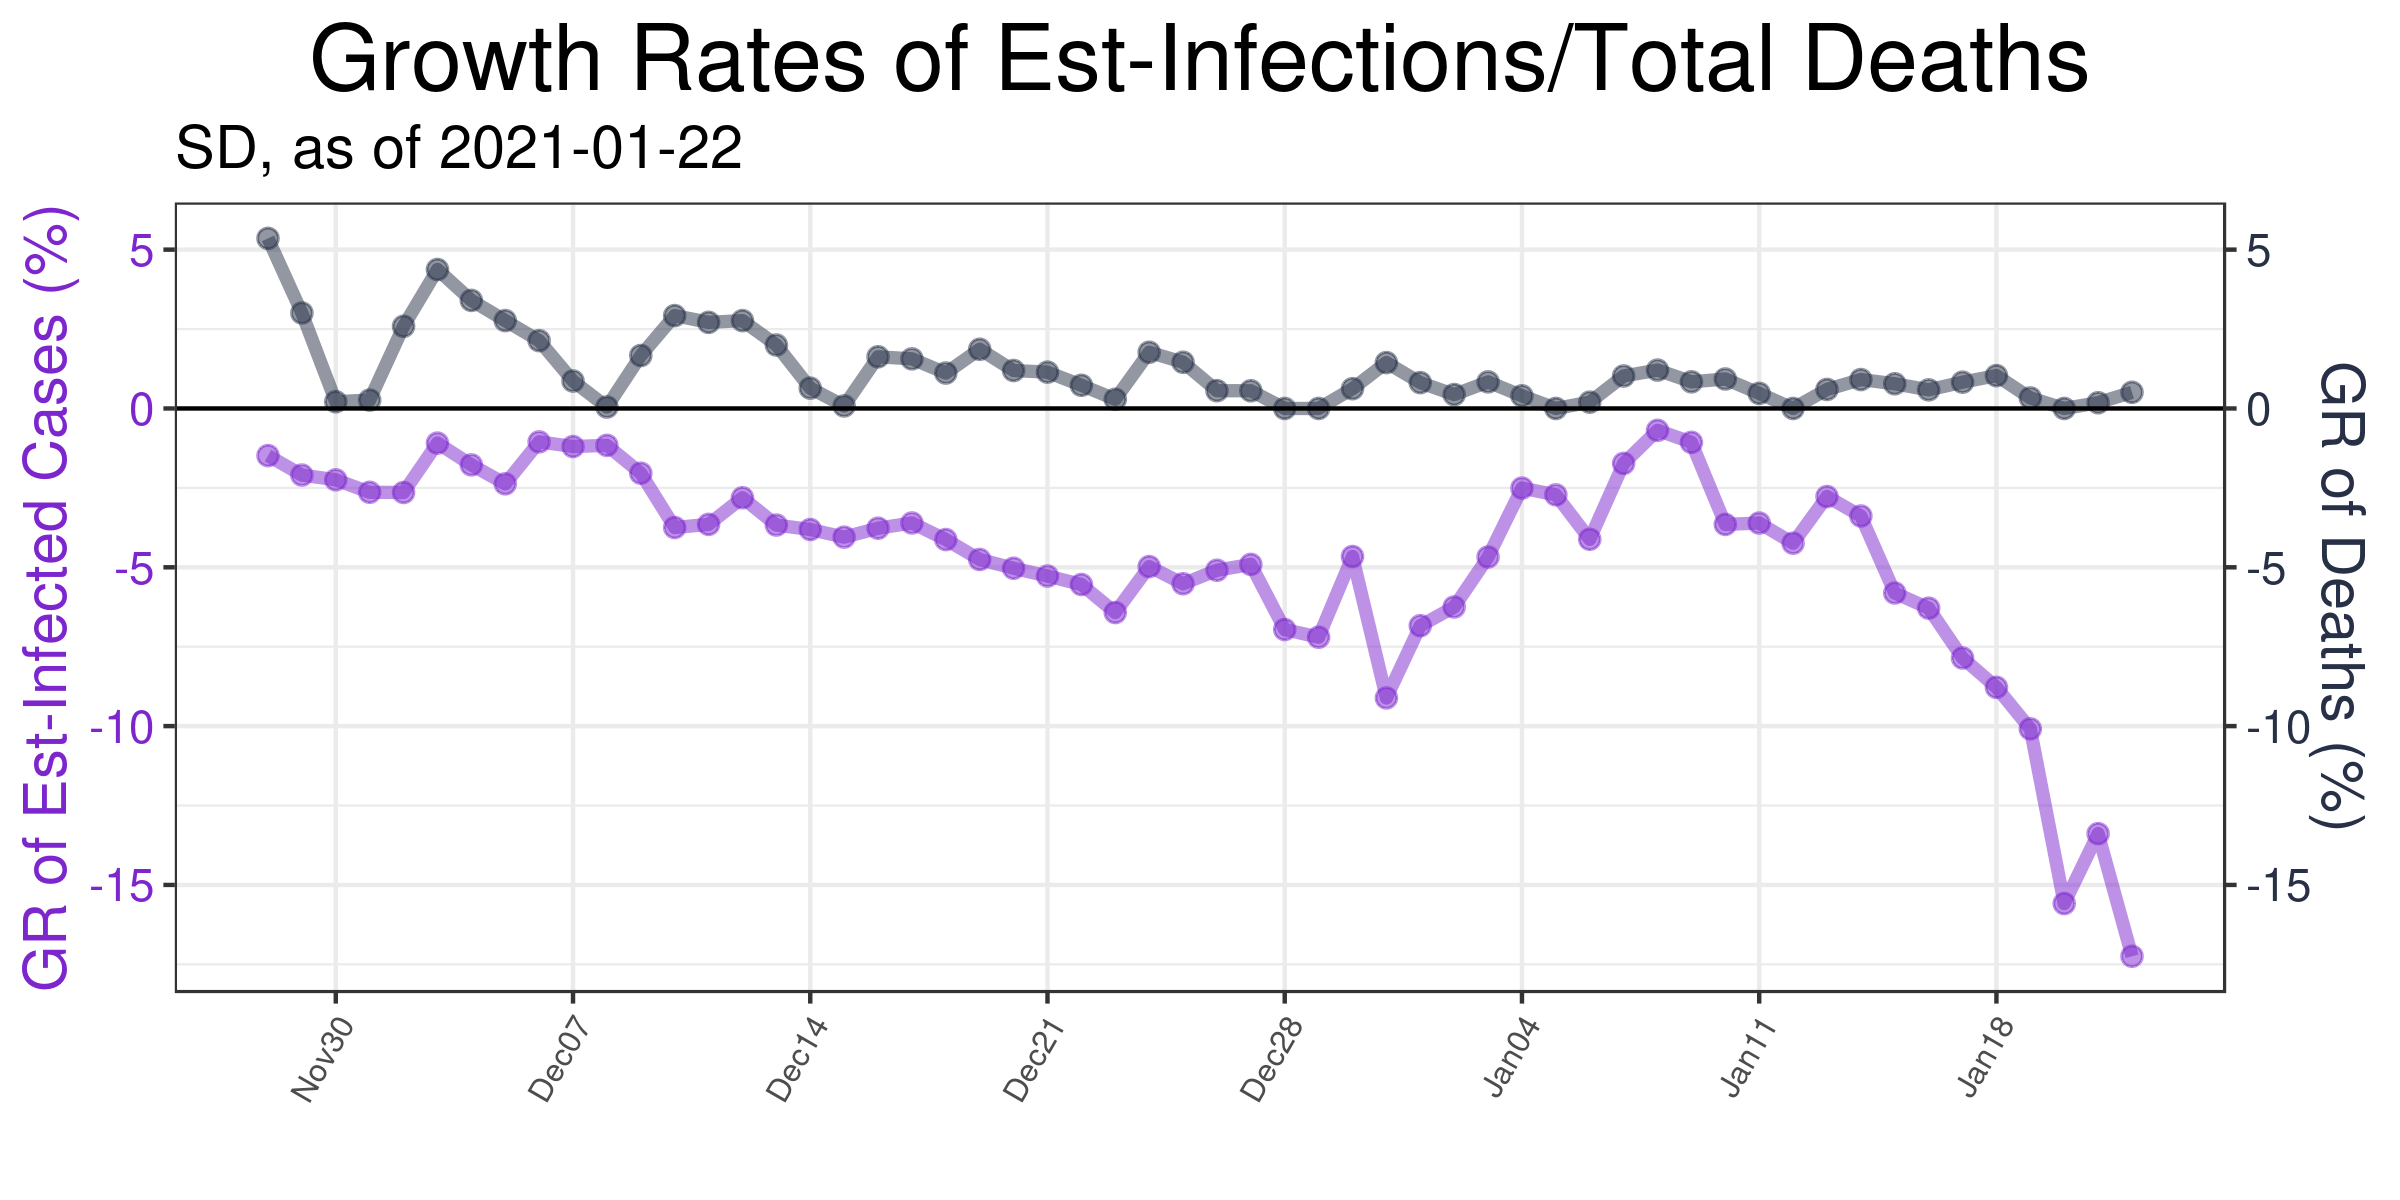 Growth Rates of Est-Infections/Total Deaths
SD, as of 2021-01-22
GR of Est-Infected Cases (%)
5
0
-5
-10
-15
5
0
-5
-10
-15
GR of Deaths (%)
Nov30
Dec07
Dec14
Dec21
Dec28
Jan04
Jan11
Jan18